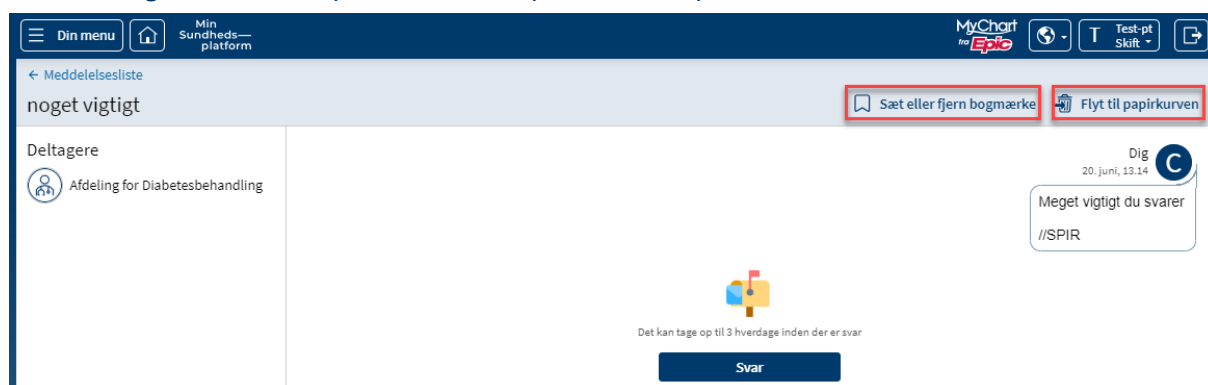 Din menu
Min
Sundheds—
platform
MyChart
fra Epic
T Test-pt
Skift
← Meddelelsesliste
noget vigtigt
Sæt eller fjern bogmærke
Flyt til papirkurven
Deltagere
Afdeling for Diabetesbehandling
Dig
20. juni, 13.14
C
Meget vigtigt du svarer
//SPIR
Det kan tage op til 3 hverdage inden der er svar
Svar